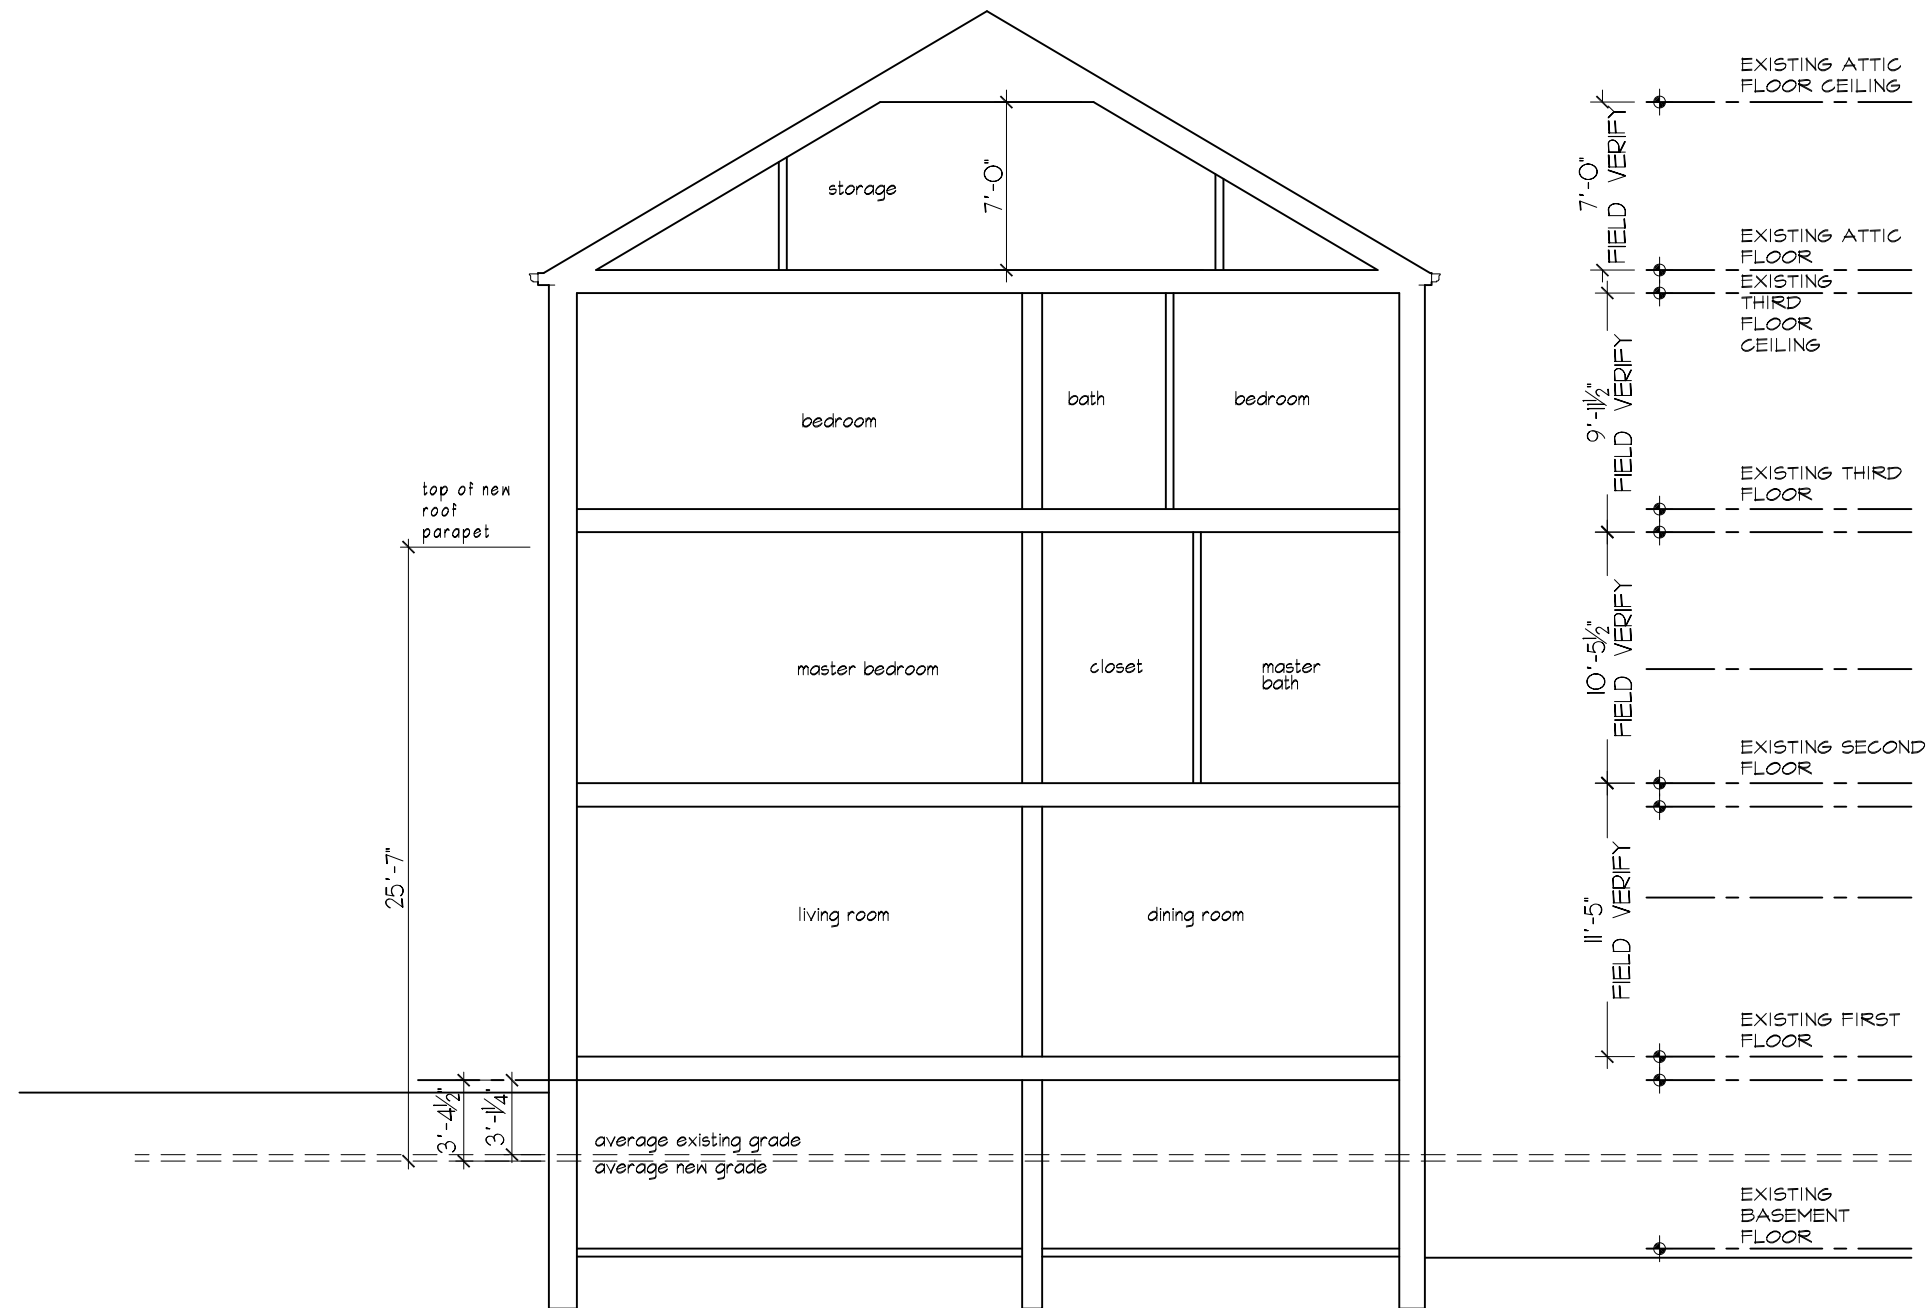 EXISTING ATTIC
FLOOR CEILING
7'-0"
FIELD VERIFY
storage
7'-0"
EXISTING ATTIC
FLOOR
EXISTING
THIRD
FLOOR
CEILING
9'-11½"
FIELD VERIFY
bedroom
bath
bedroom
EXISTING THIRD
FLOOR
top of new
roof
parapet
10'-5½"
FIELD VERIFY
master bedroom
closet
master
bath
EXISTING SECOND
FLOOR
25'-7"
living room
dining room
11'-5"
FIELD VERIFY
EXISTING FIRST
FLOOR
3'-4½"
3'-1¼"
average existing grade
average new grade
EXISTING
BASEMENT
FLOOR